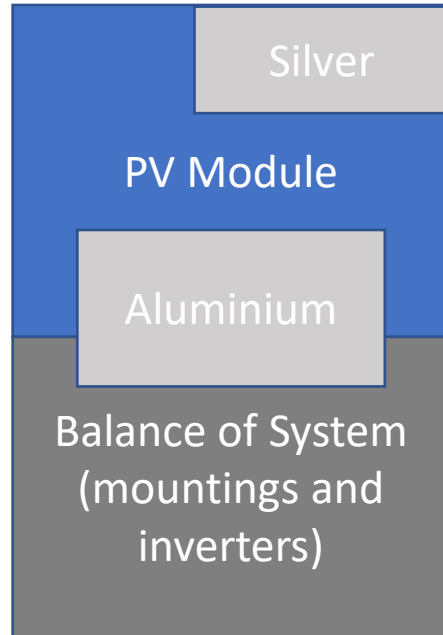 Silver
PV Module
Aluminium
Balance of System
(mountings and
inverters)